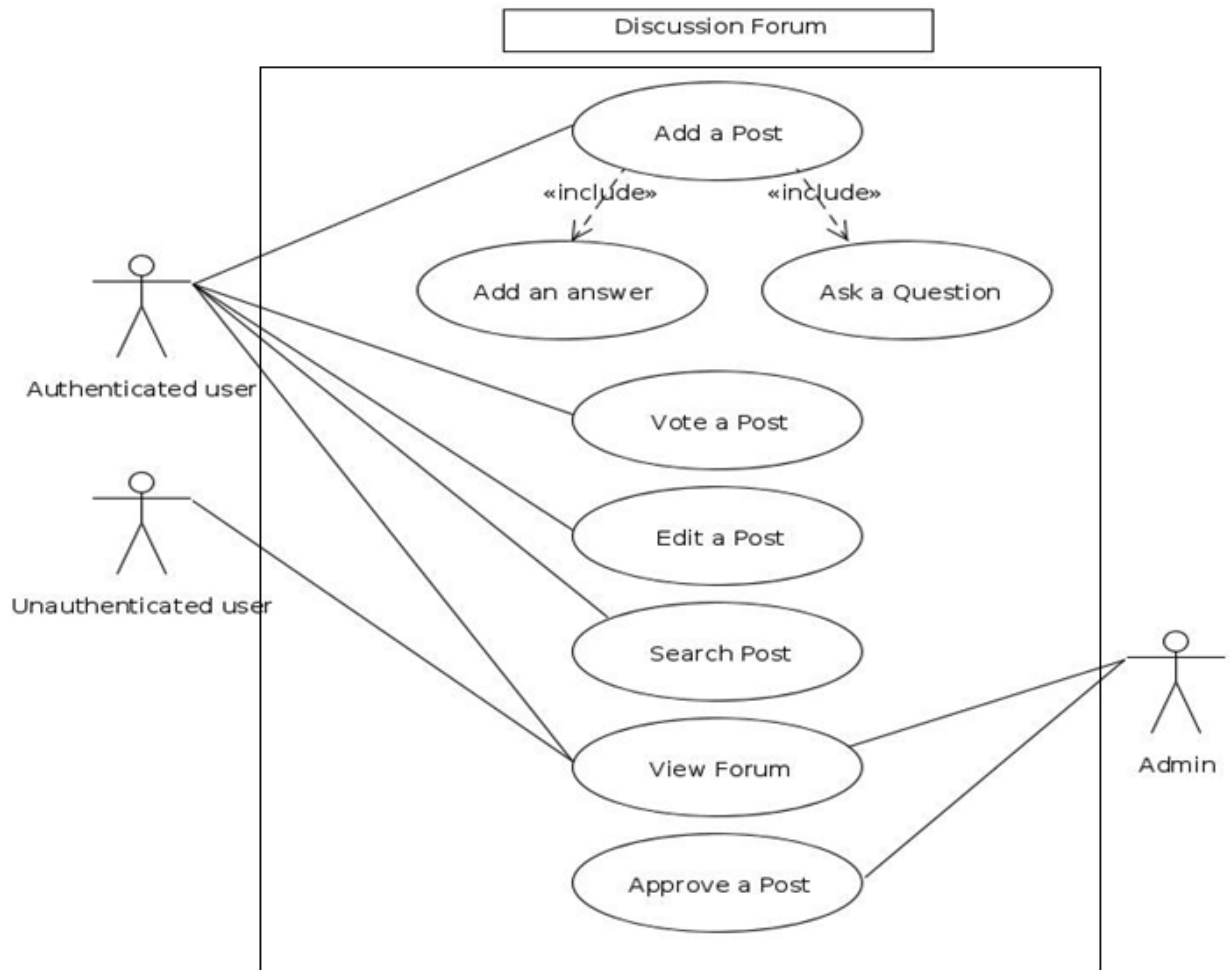 Discussion Forum
Add a Post
«include»
«include»
Add an answer
Ask a Question
Authenticated user
Vote a Post
Unauthenticated user
Edit a Post
Search Post
View Forum
Admin
Approve a Post